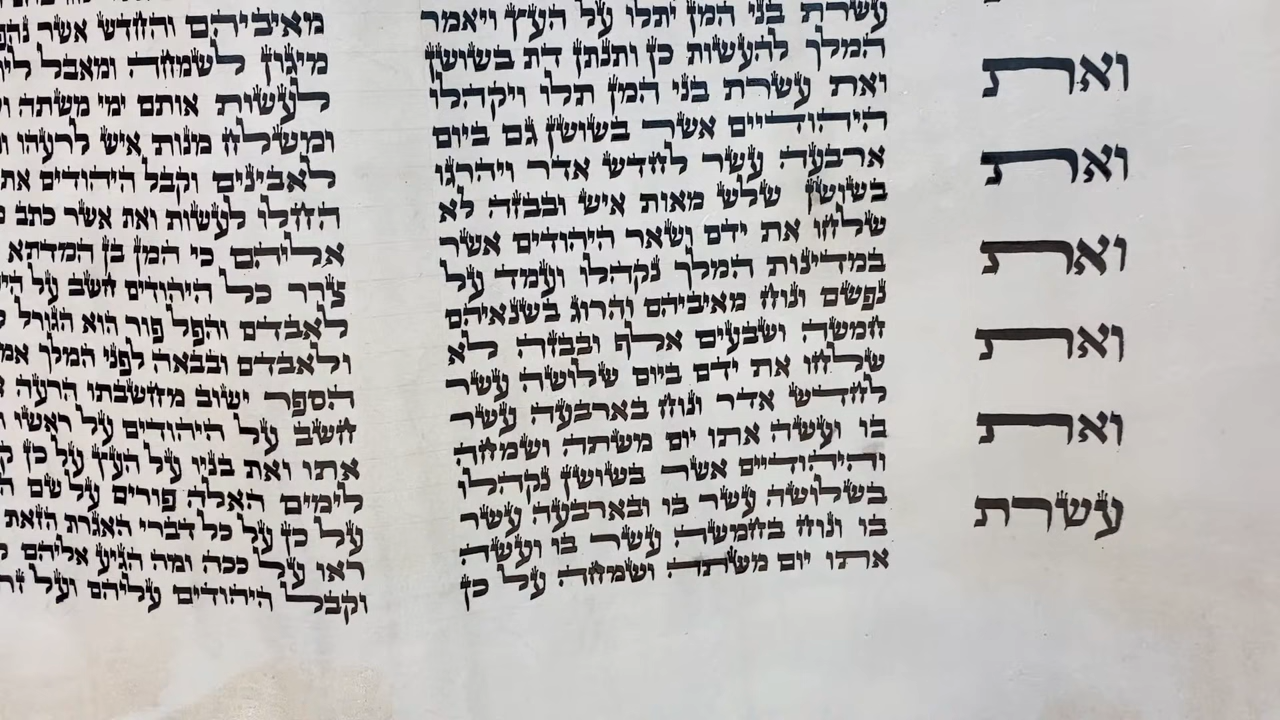 ואת
ואת
ואת
ואת
ואת
עשרת
עשרת בני המן יתלו על העץ ויאמר
המלך להעשות כן ותנתן דת בשושן
ואת עשרת בני המן תלו ויקהלו
היהודיים אשר בשושן גם ביום
ארבעה עשר לחדש אדר ויהרגו
בשושן שלש מאות איש ובבזה לא
שלחו את ידם ושאר היהודים אשר
במדינות המלך נקהלו ועמד על
נפשם ונוח מאיביהם והרוג בשנאיהם
חמשה ושבעים אלף ובבזה לא
שלחו את ידם ביום שלושה עשר
לחדש אדר ונוח בארבעה עשר
בו ועשה אתו יום משתה ושמחה
והיהודיים אשר בשושן נקהלו
בשלושה עשר בו ובארבעה עשר
בו ונוח בחמשה עשר בו ועשה
אתו יום משתה ושמחה על כן
מאיביהם והחדש אשר
מיגון לשמחה ומאבל
לעשות אותם ימי משתה
ומשלח מנות איש לרעהו
לאבינים וקבל היהודים את
החלו לעשות ואת אשר כתב
אליהם כי המן בן המדתא
צרר כל היהודים חשב על
לאבדם והפל פור הוא הגורל
ולאבדם ובבאה לפני המלך
הספר ישוב מחשבתו הרעה
חשב על היהודים על ראשו
אתו ואת בניו על העץ על כן
לימים האלה פורים על שם
על כן על כל דברי האגרת הזאת
ראו על ככה ומה הגיע אליהם
וקבל היהודים עליהם ועל